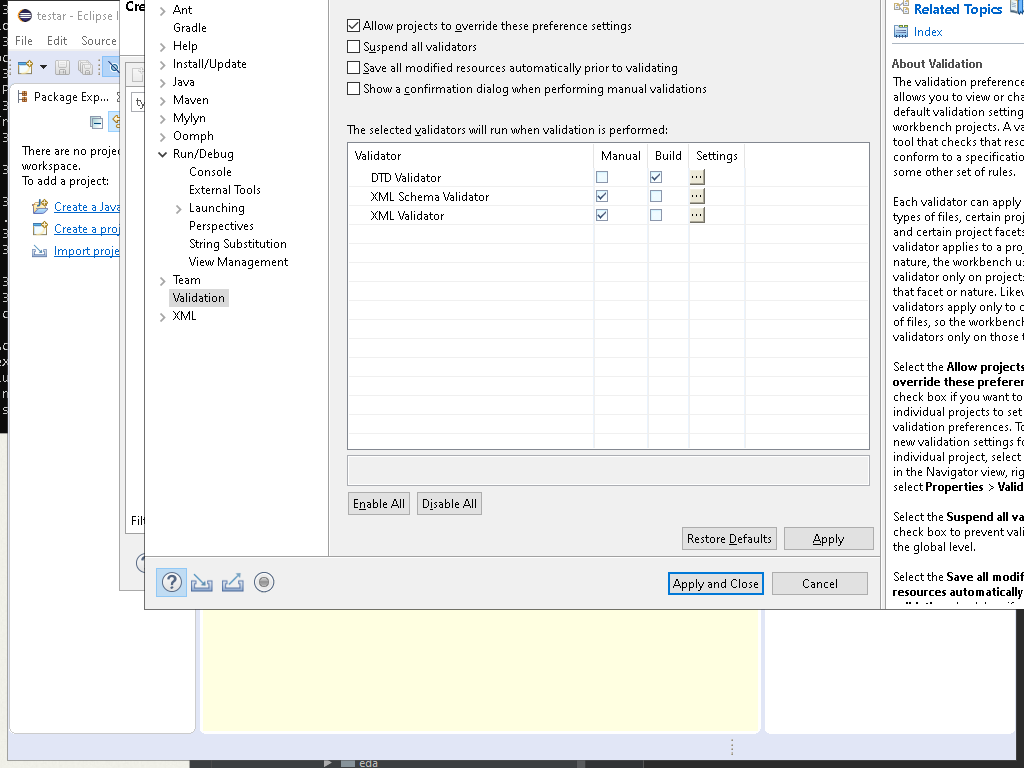 testar - Eclipse I
File Edit Source
Package Exp...
There are no proje
workspace.
To add a project:
Create a Java
Create a proj
Import proje
Cre
ty
Filt
Ant
Gradle
Help
Install/Update
Java
Maven
Mylyn
Oomph
Run/Debug
Console
External Tools
Launching
Perspectives
String Substitution
View Management
Team
Validation
XML
Allow projects to override these preference settings
Suspend all validators
Save all modified resources automatically prior to validating
Show a confirmation dialog when performing manual validations
The selected validators will run when validation is performed:
Validator Manual Build Settings
DTD Validator ...
XML Schema Validator ...
XML Validator ...
Enable All Disable All
Restore Defaults Apply
Apply and Close Cancel
Related Topics
Index
About Validation
The validation preference
allows you to view or cha
default validation setting
workbench projects. A va
tool that checks that reso
conform to a specificatio
some other set of rules.
Each validator can apply
types of files, certain proj
and certain project facets
validator applies to a proj
nature, the workbench u
validator only on projects
that facet or nature. Likew
validators apply only to c
of files, so the workbench
validators only on those t
Select the Allow projects
override these preferen
check box if you want to
individual projects to set
validation preferences. To
new validation settings fo
individual project, select
in the Navigator view, rig
select Properties > Valid
Select the Suspend all va
check box to prevent vali
the global level.
Select the Save all modif
resources automatically
eda